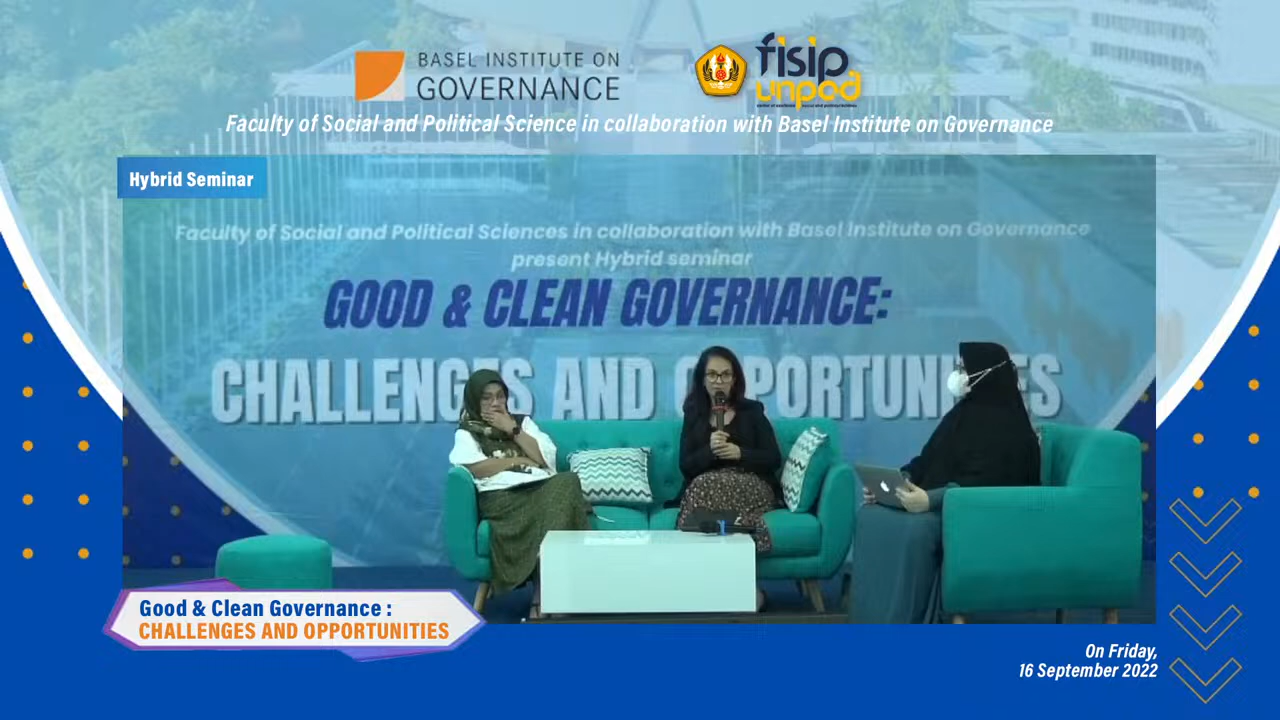 BASEL INSTITUTE ON
GOVERNANCE
fisip
unpad
Faculty of Social and Political Science in collaboration with Basel Institute on Governance
Hybrid Seminar
Faculty of Social and Political Sciences in collaboration with Basel Institute on Governance
present Hybrid seminar
GOOD & CLEAN GOVERNANCE:
CHALLENGES AND OPPORTUNITIES
Good & Clean Governance :
CHALLENGES AND OPPORTUNITIES
On Friday,
16 September 2022